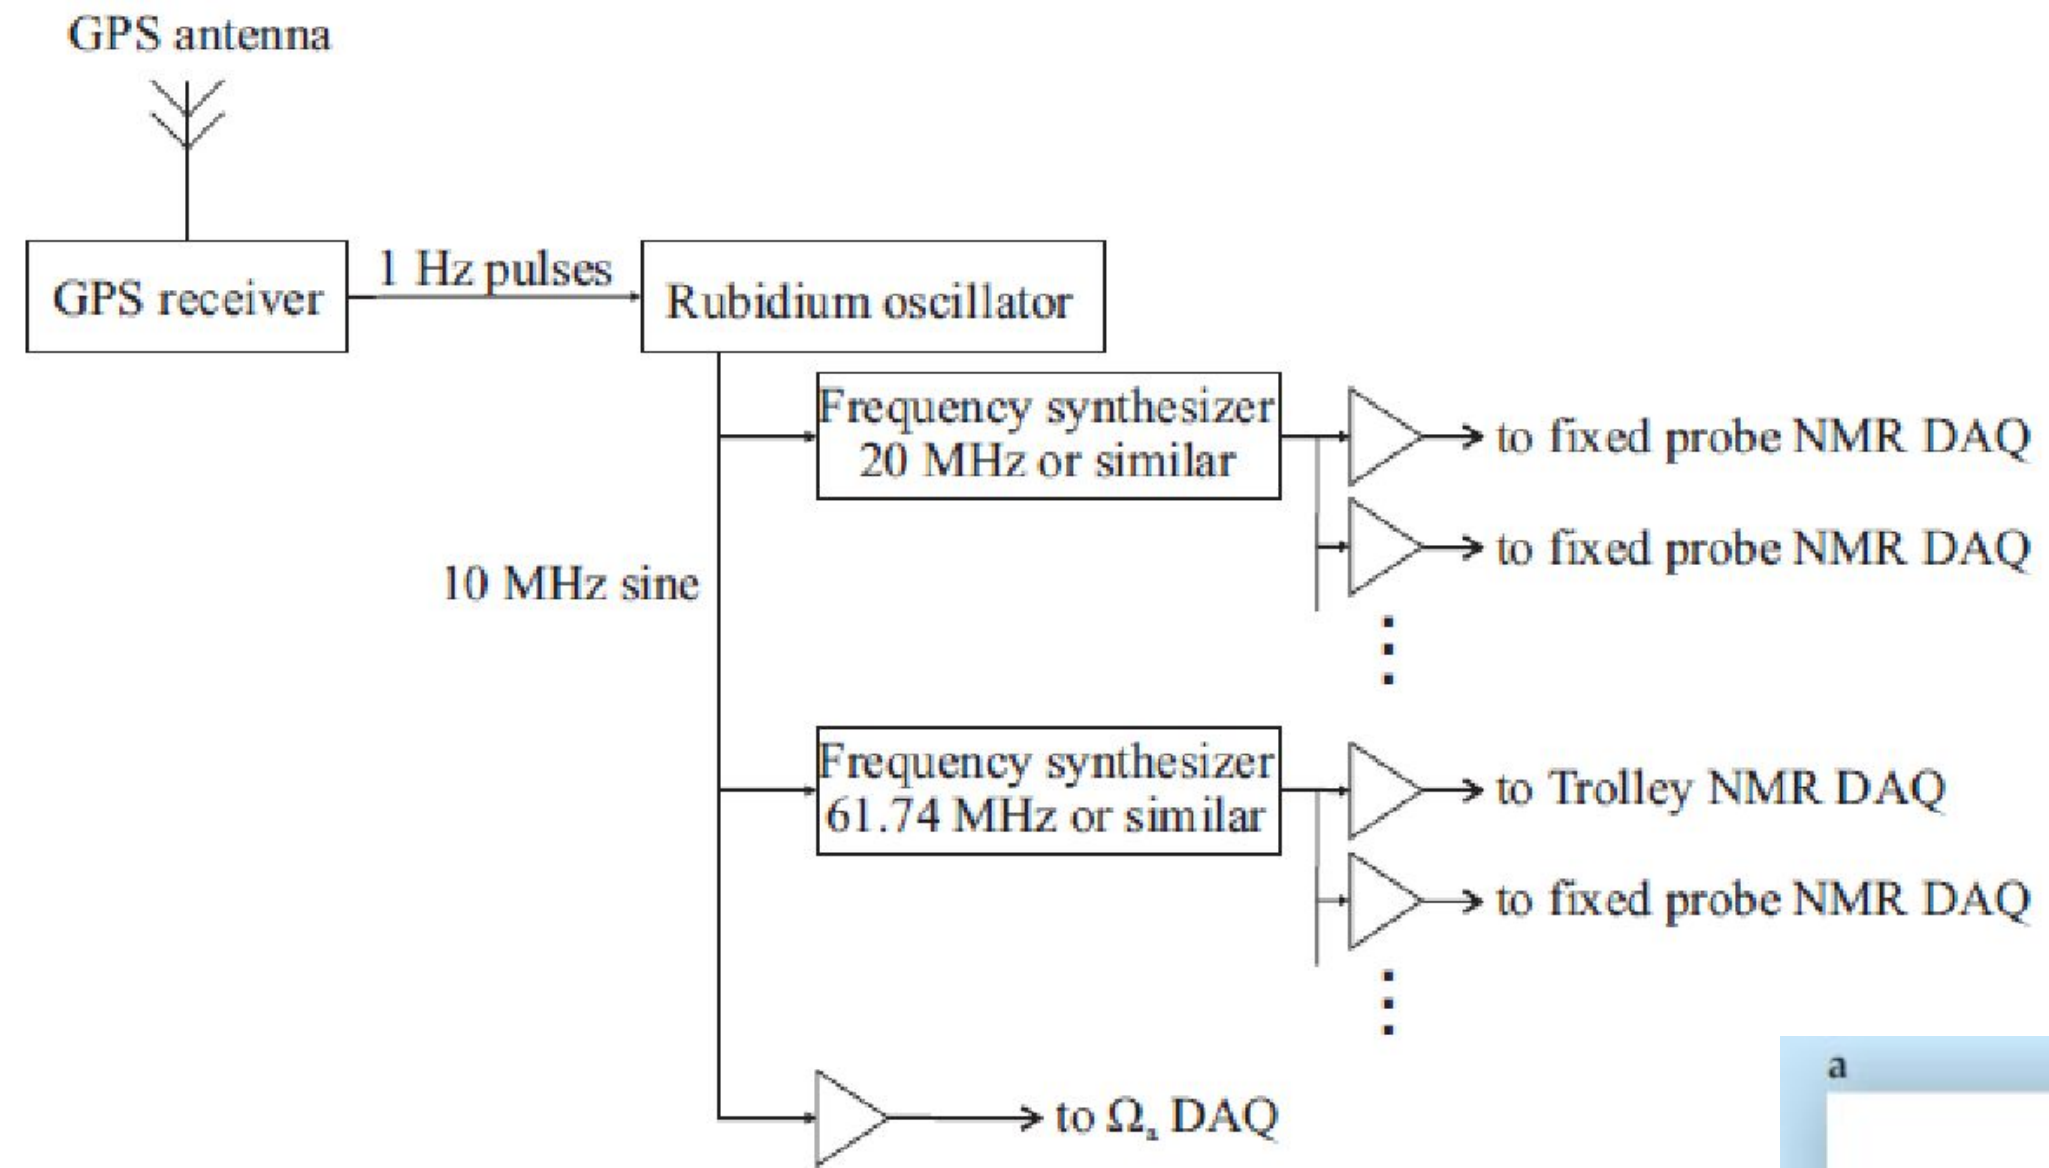 GPS antenna
GPS receiver
1 Hz pulses
Rubidium oscillator
Frequency synthesizer
20 MHz or similar
to fixed probe NMR DAQ
to fixed probe NMR DAQ
10 MHz sine
Frequency synthesizer
61.74 MHz or similar
to Trolley NMR DAQ
to fixed probe NMR DAQ
to Ωₐ DAQ
a